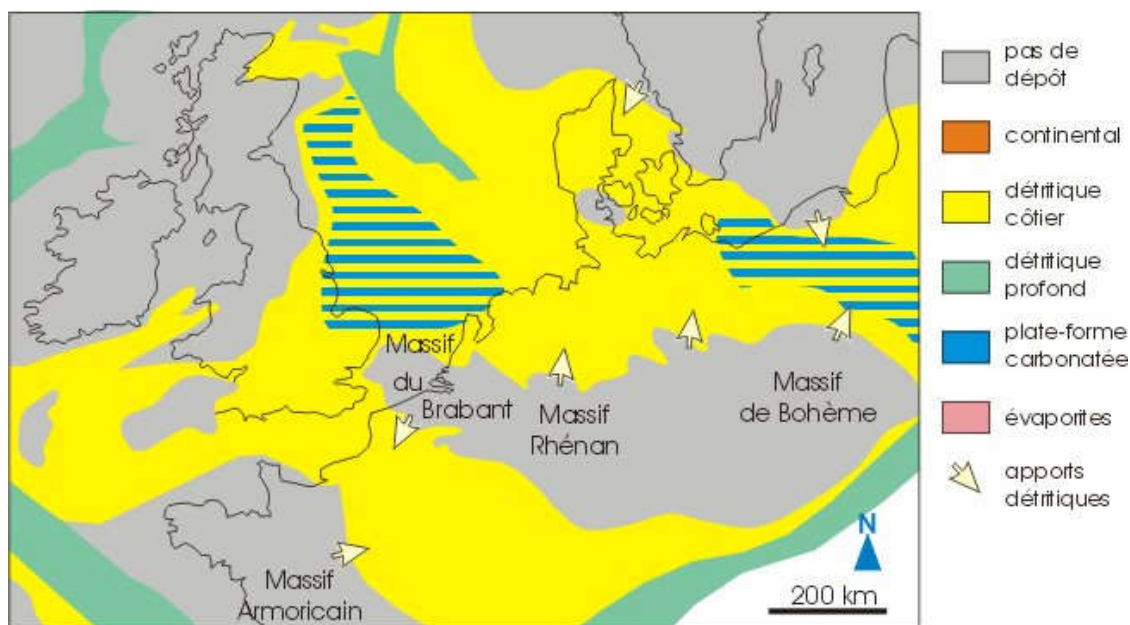 pas de
dépôt
continental
détritique
côtier
détritique
profond
plate-forme
carbonatée
évaporites
apports
détritiques
Massif
du
Brabant
Massif
Rhénan
Massif
de Bohème
Massif
Armoricain
N
200 km